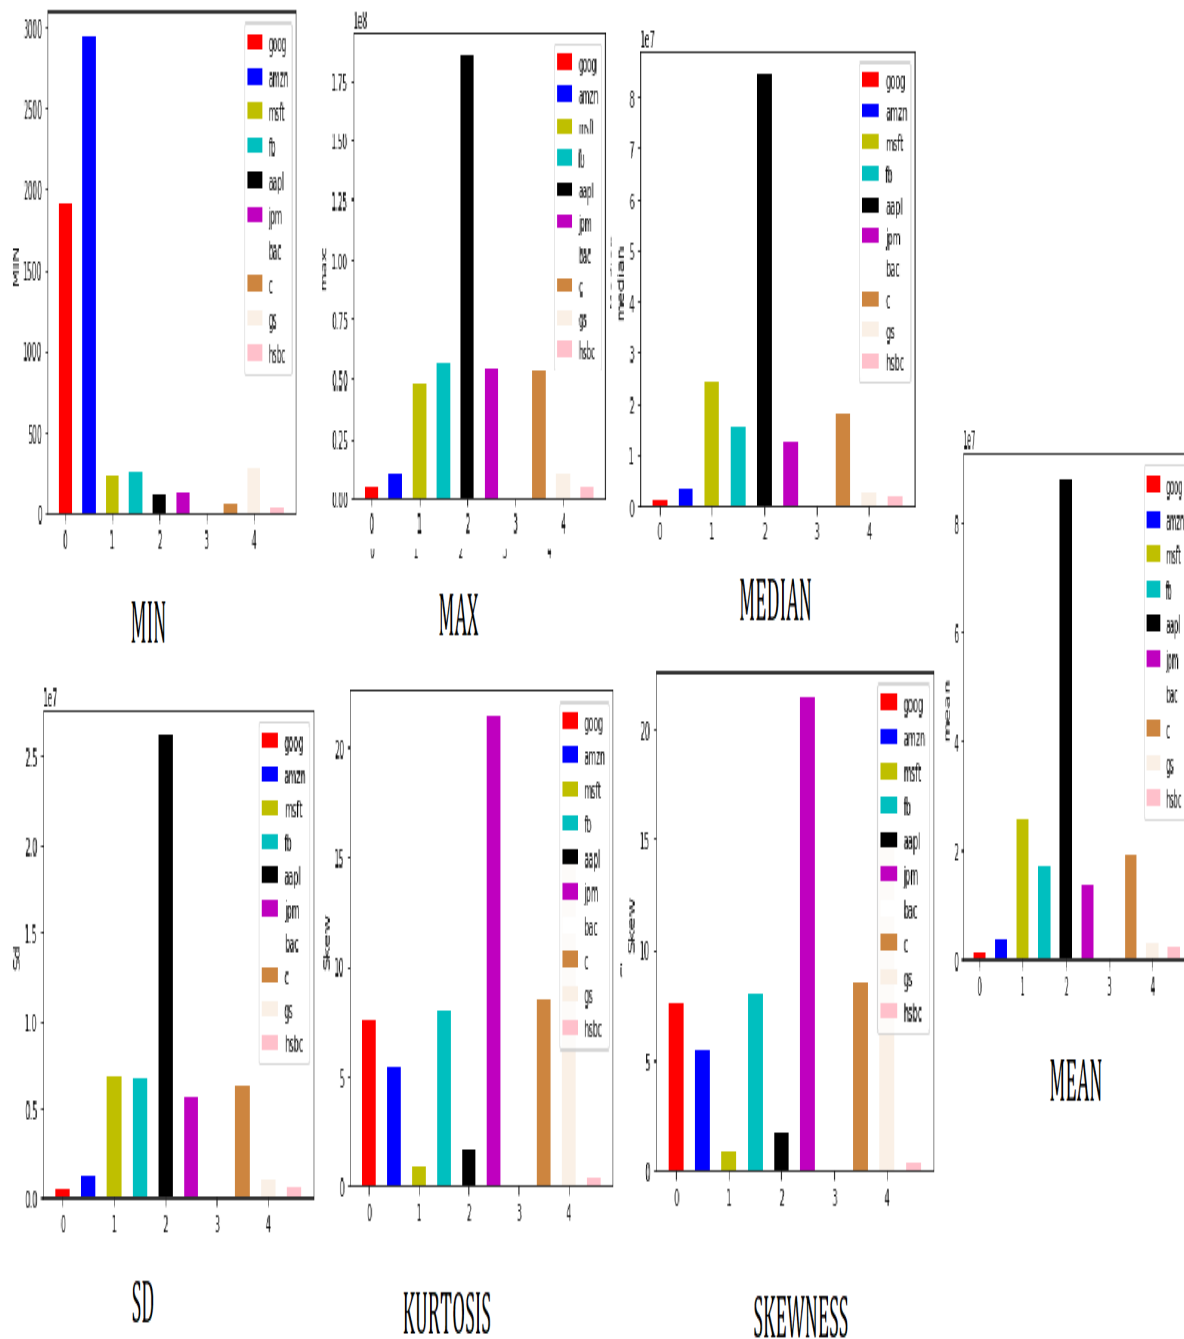 3000
2500
2000
1500
1000
500
0
MIN
0 1 2 3 4
goog
amzn
msft
fb
aapl
jpm
bac
c
gs
hsbc
MIN
1e8
1.75
1.50
1.25
1.00
0.75
0.50
0.25
0.00
max
0 1 2 3 4
goog
amzn
fb
aapl
jpm
bac
c
gs
hsbc
MAX
1e7
8
7
6
5
4
3
2
1
0
median
0 1 2 3 4
goog
amzn
msft
fb
aapl
jpm
bac
c
gs
hsbc
MEDIAN
1e7
8
6
4
2
0
mean
0 1 2 3 4
goog
amzn
msft
fb
aapl
jpm
bac
c
gs
hsbc
MEAN
1e7
2.5
2.0
1.5
1.0
0.5
0.0
Sd
0 1 2 3 4
goog
amzn
msft
fb
aapl
jpm
bac
c
gs
hsbc
SD
20
15
10
5
0
Skew
0 1 2 3 4
goog
amzn
msft
fb
aapl
jpm
bac
c
gs
hsbc
KURTOSIS
20
15
10
5
0
Skew
0 1 2 3 4
goog
amzn
msft
fb
aapl
jpm
bac
c
gs
hsbc
SKEWNESS